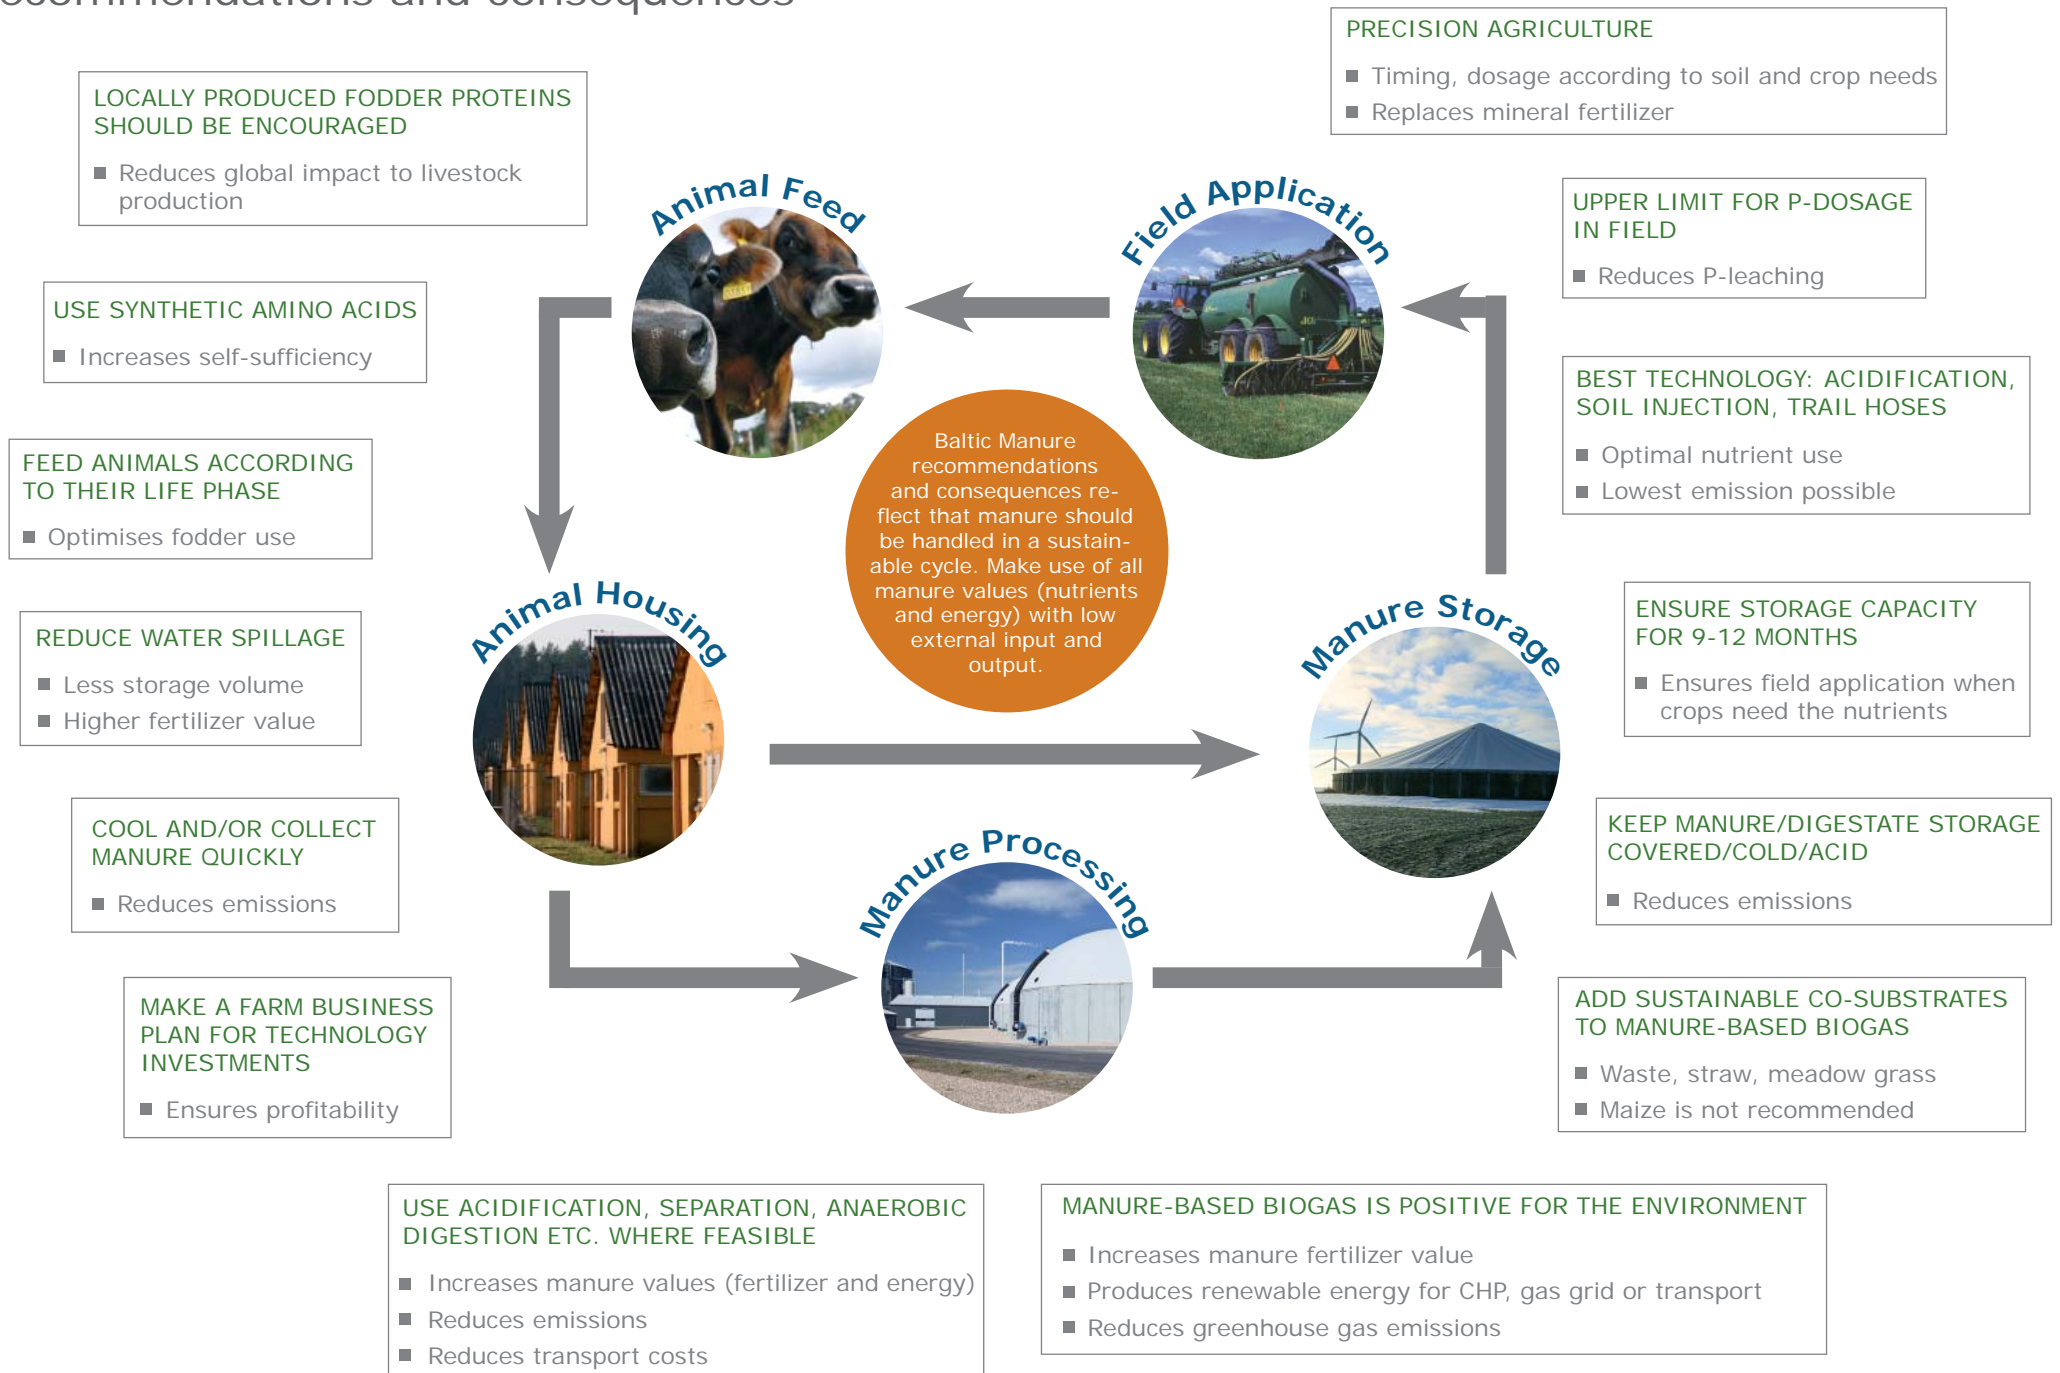 ecommendations and consequences
PRECISION AGRICULTURE
Timing, dosage according to soil and crop needs
Replaces mineral fertilizer
LOCALLY PRODUCED FODDER PROTEINS
SHOULD BE ENCOURAGED
Reduces global impact to livestock
production
Animal Feed
Field Application
UPPER LIMIT FOR P-DOSAGE
IN FIELD
Reduces P-leaching
USE SYNTHETIC AMINO ACIDS
Increases self-sufficiency
BEST TECHNOLOGY: ACIDIFICATION,
SOIL INJECTION, TRAIL HOSES
Optimal nutrient use
Lowest emission possible
FEED ANIMALS ACCORDING
TO THEIR LIFE PHASE
Optimises fodder use
Baltic Manure
recommendations
and consequences re-
flect that manure should
be handled in a sustain-
able cycle. Make use of all
manure values (nutrients
and energy) with low
external input and
output.
Animal Housing
Manure Storage
REDUCE WATER SPILLAGE
Less storage volume
Higher fertilizer value
ENSURE STORAGE CAPACITY
FOR 9-12 MONTHS
Ensures field application when
crops need the nutrients
COOL AND/OR COLLECT
MANURE QUICKLY
Reduces emissions
Manure Processing
KEEP MANURE/DIGESTATE STORAGE
COVERED/COLD/ACID
Reduces emissions
MAKE A FARM BUSINESS
PLAN FOR TECHNOLOGY
INVESTMENTS
Ensures profitability
ADD SUSTAINABLE CO-SUBSTRATES
TO MANURE-BASED BIOGAS
Waste, straw, meadow grass
Maize is not recommended
USE ACIDIFICATION, SEPARATION, ANAEROBIC
DIGESTION ETC. WHERE FEASIBLE
Increases manure values (fertilizer and energy)
Reduces emissions
Reduces transport costs
MANURE-BASED BIOGAS IS POSITIVE FOR THE ENVIRONMENT
Increases manure fertilizer value
Produces renewable energy for CHP, gas grid or transport
Reduces greenhouse gas emissions